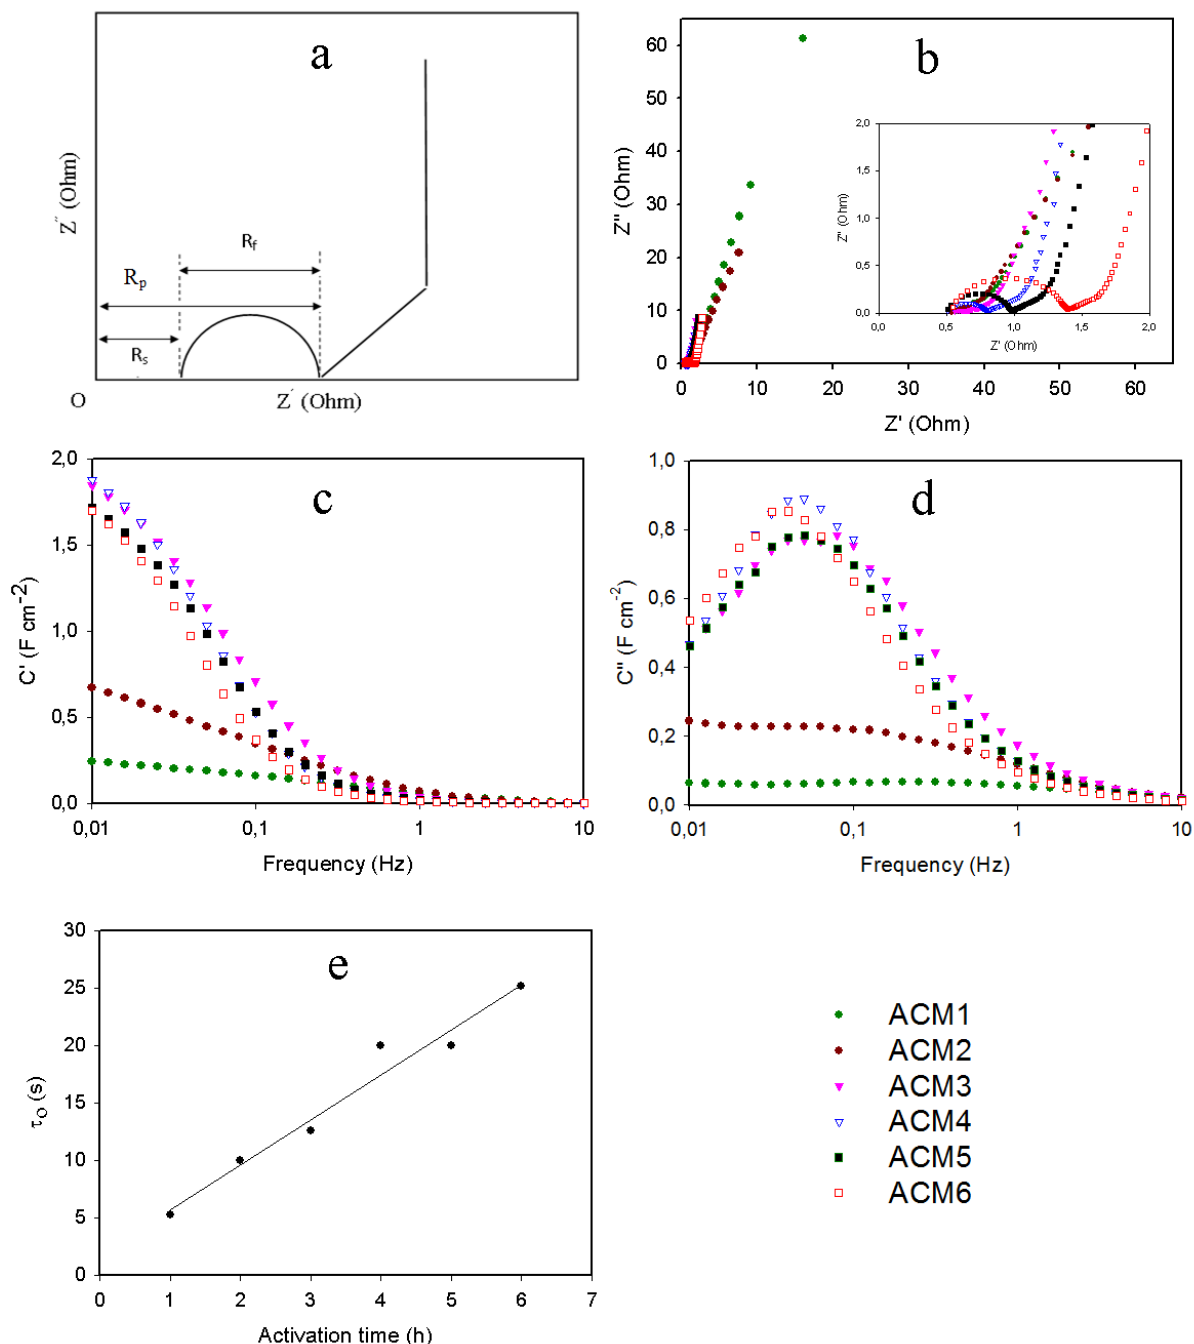 a
Z″ (Ohm)
Rf
Rp
Rs
O
Z′ (Ohm)
b
Z" (Ohm)
60
50
40
30
20
10
0
0 10 20 30 40 50 60
Z' (Ohm)
2,0
1,5
1,0
0,5
0,0
Z" (Ohm)
0,0 0,5 1,0 1,5 2,0
Z' (Ohm)
c
C' (F cm-2)
2,0
1,5
1,0
0,5
0,0
0,01 0,1 1 10
Frequency (Hz)
d
C" (F cm-2)
1,0
0,8
0,6
0,4
0,2
0,0
0,01 0,1 1 10
Frequency (Hz)
e
τo (s)
30
25
20
15
10
5
0
0 1 2 3 4 5 6 7
Activation time (h)
ACM1
ACM2
ACM3
ACM4
ACM5
ACM6